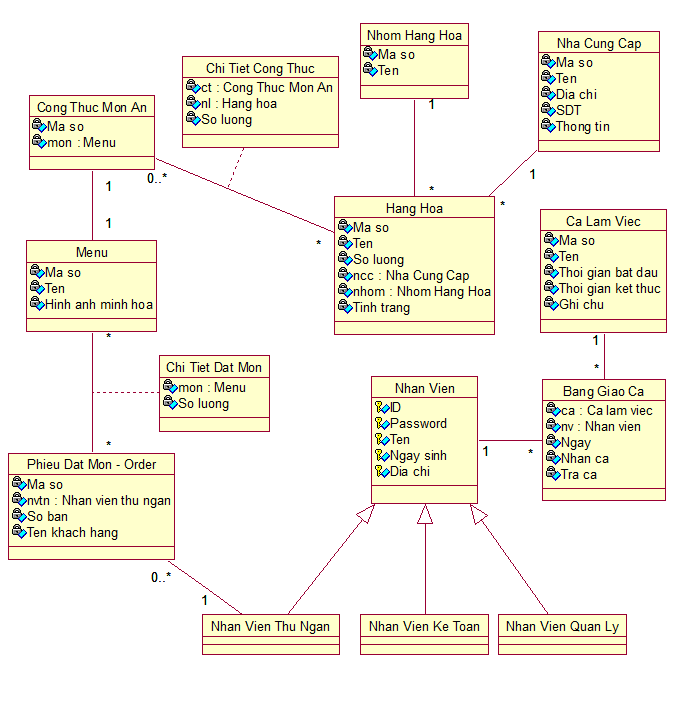 Nhom Hang Hoa
Ma so
Ten
Nha Cung Cap
Ma so
Ten
Dia chi
SDT
Thong tin
Chi Tiet Cong Thuc
ct : Cong Thuc Mon An
nl : Hang hoa
So luong
Cong Thuc Mon An
Ma so
mon : Menu
1
1
0..*
*
1
*
1
*
Hang Hoa
Ma so
Ten
So luong
ncc : Nha Cung Cap
nhom : Nhom Hang Hoa
Tinh trang
Ca Lam Viec
Ma so
Ten
Thoi gian bat dau
Thoi gian ket thuc
Ghi chu
Menu
Ma so
Ten
Hinh anh minh hoa
*
*
1
*
Chi Tiet Dat Mon
mon : Menu
So luong
Nhan Vien
ID
Password
Ten
Ngay sinh
Dia chi
1
*
Bang Giao Ca
ca : Ca lam viec
nv : Nhan vien
Ngay
Nhan ca
Tra ca
Phieu Dat Mon - Order
Ma so
nvtn : Nhan vien thu ngan
So ban
Ten khach hang
0..*
1
Nhan Vien Thu Ngan
Nhan Vien Ke Toan
Nhan Vien Quan Ly